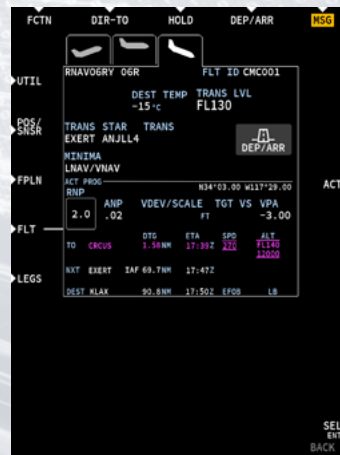 FCTN DIR-TO HOLD DEP/ARR MSG
RNAV06RY 06R FLT ID CMC001
UTIL
DEST TEMP TRANS LVL
-15°C FL130
POS/
SNSR
TRANS STAR TRANS
EXERT ANJLL4
DEP/ARR
MINIMA
LNAV/VNAV
FPLN
ACT PROG N34°03.00 W117°29.00
ACT
RNP
ANP VDEV/SCALE TGT VS VPA
2.0 .02 FT -3.00
FLT
DTG ETA SPD ALT
TO CRCUS 1.56NM 17:39Z 270 FL140
12000
NXT EXERT IAF 69.7NM 17:47Z
LEGS
DEST KLAX 90.8NM 17:50Z EFOB LB
SEL
ENT
BACK